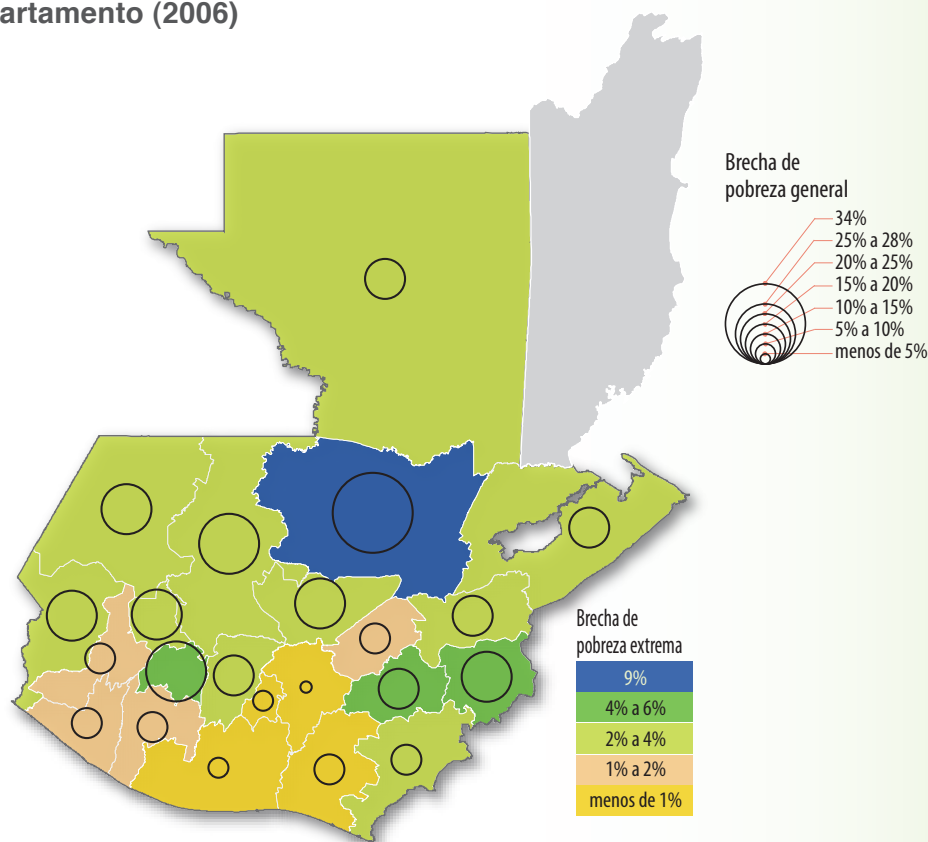 artamento (2006)
Brecha de
pobreza general
34%
25% a 28%
20% a 25%
15% a 20%
10% a 15%
5% a 10%
menos de 5%
Brecha de
pobreza extrema
9%
4% a 6%
2% a 4%
1% a 2%
menos de 1%